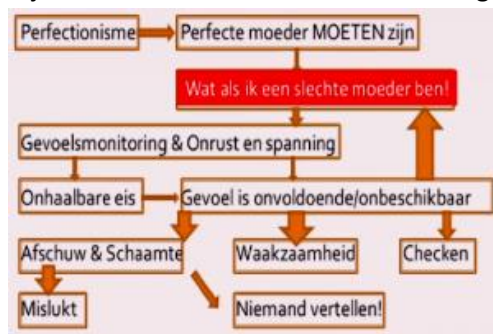 Perfectionisme
Perfecte moeder MOETEN zijn
Wat als ik een slechte moeder ben!
Gevoelsmonitoring & Onrust en spanning
Onhaalbare eis
Gevoel is onvoldoende/onbeschikbaar
Afschuw & Schaamte
Waakzaamheid
Checken
Mislukt
Niemand vertellen!